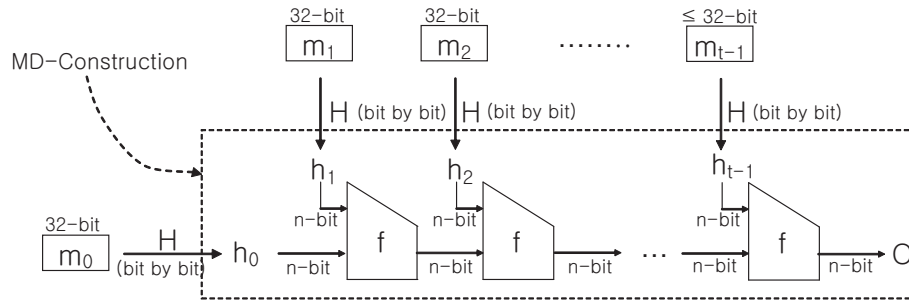 32-bit 32-bit ≤ 32-bit
m1 m2 ········ mt-1
MD-Construction
H (bit by bit) H (bit by bit) H (bit by bit)
h1 h2 ht-1
n-bit n-bit n-bit
32-bit
m0 H h0 f f ... f
(bit by bit) n-bit n-bit n-bit n-bit n-bit